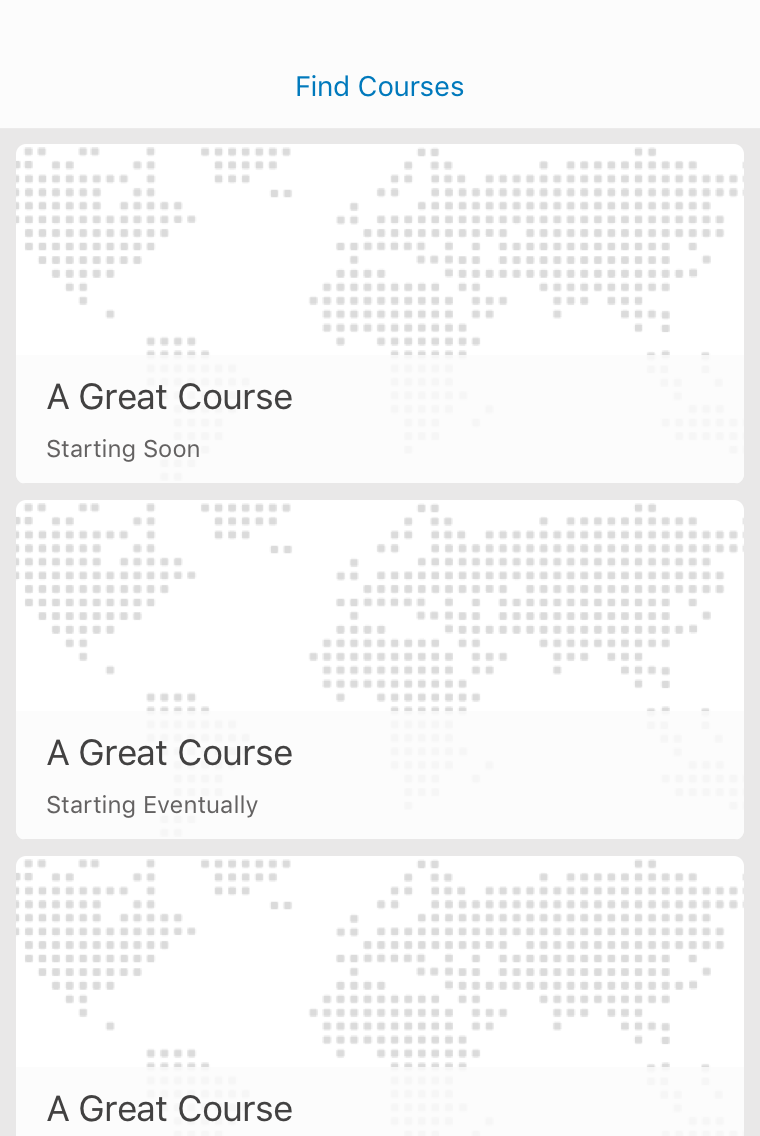 Find Courses
A Great Course
Starting Soon
A Great Course
Starting Eventually
A Great Course